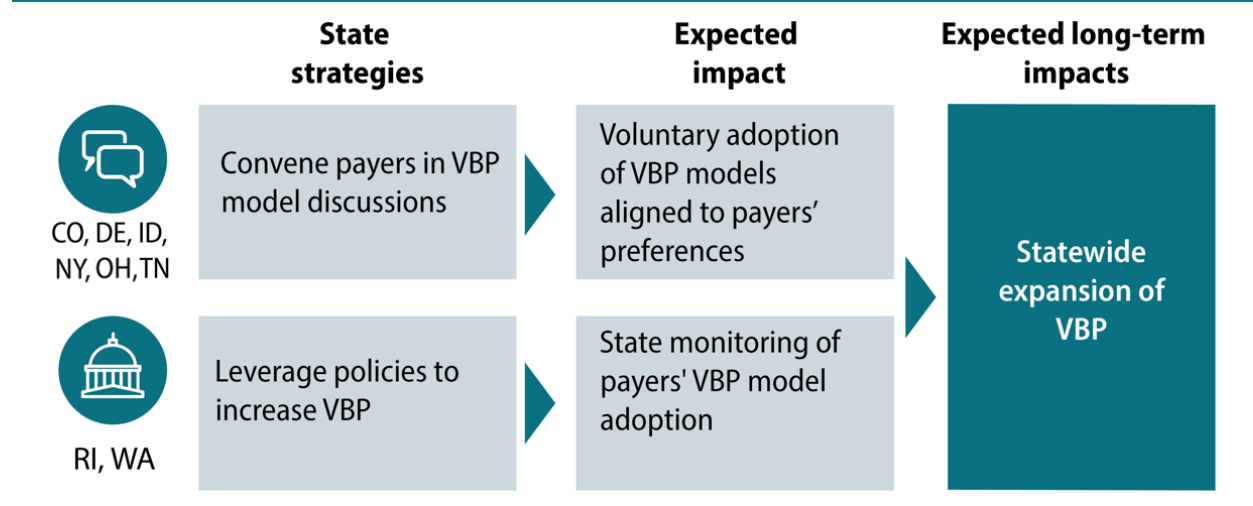 State
strategies
Expected
impact
Expected long-term
impacts
CO, DE, ID,
NY, OH,TN
Convene payers in VBP
model discussions
Voluntary adoption
of VBP models
aligned to payers’
preferences
RI, WA
Leverage policies to
increase VBP
State monitoring of
payers' VBP model
adoption
Statewide
expansion of
VBP